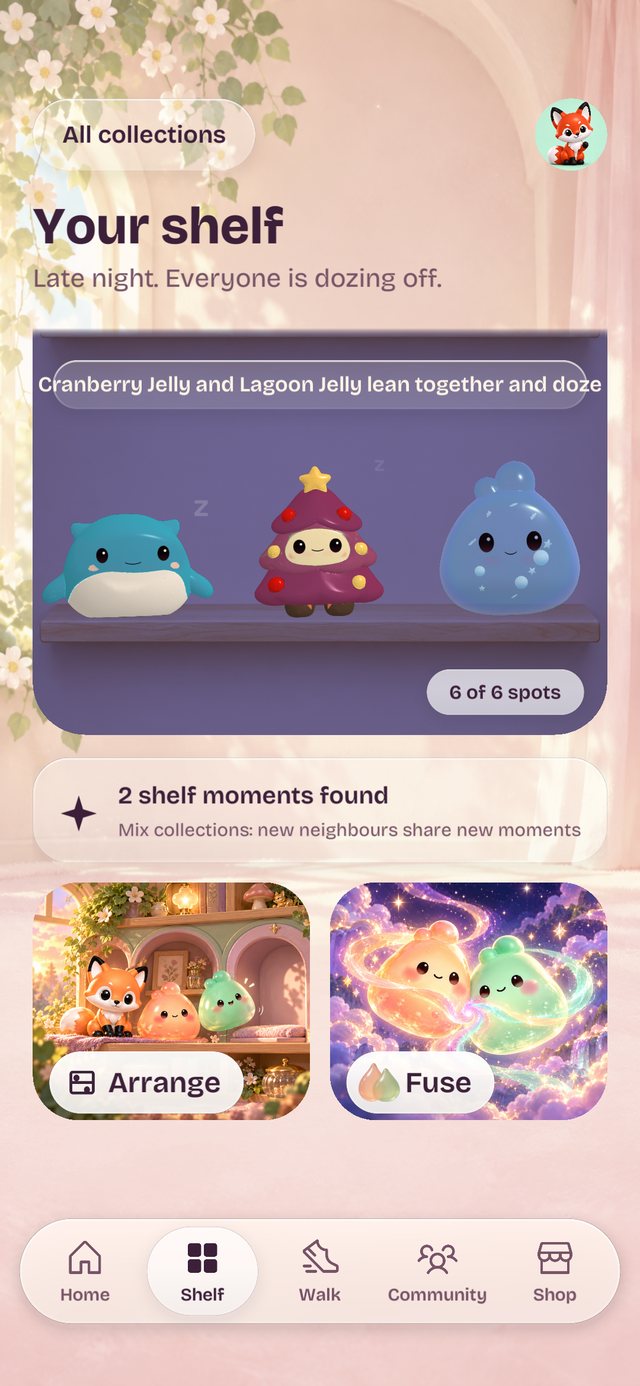 All collections
Your shelf
Late night. Everyone is dozing off.
Cranberry Jelly and Lagoon Jelly lean together and doze
z
z
6 of 6 spots
2 shelf moments found
Mix collections: new neighbours share new moments
Arrange
Fuse
Home
Shelf
Walk
Community
Shop